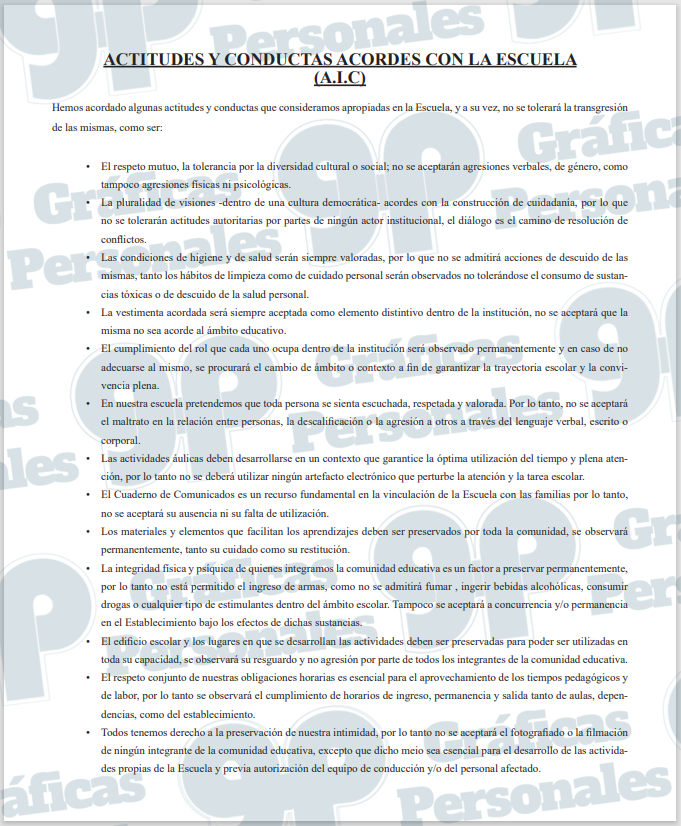 ACTITUDES Y CONDUCTAS ACORDES CON LA ESCUELA
(A.I.C)
Hemos acordado algunas actitudes y conductas que consideramos apropiadas en la Escuela, y a su vez, no se tolerará la transgresión
de las mismas, como ser:
• El respeto mutuo, la tolerancia por la diversidad cultural o social; no se aceptarán agresiones verbales, de género, como
tampoco agresiones físicas ni psicológicas.
• La pluralidad de visiones -dentro de una cultura democrática- acordes con la construcción de cuidadanía, por lo que
no se tolerarán actitudes autoritarias por partes de ningún actor institucional, el diálogo es el camino de resolución de
conflictos.
• Las condiciones de higiene y de salud serán siempre valoradas, por lo que no se admitirá acciones de descuido de las
mismas, tanto los hábitos de limpieza como de cuidado personal serán observados no tolerándose el consumo de sustan-
cias tóxicas o de descuido de la salud personal.
• La vestimenta acordada será siempre aceptada como elemento distintivo dentro de la institución, no se aceptará que la
misma no sea acorde al ámbito educativo.
• El cumplimiento del rol que cada uno ocupa dentro de la institución será observado permanentemente y en caso de no
adecuarse al mismo, se procurará el cambio de ámbito o contexto a fin de garantizar la trayectoria escolar y la convi-
vencia plena.
• En nuestra escuela pretendemos que toda persona se sienta escuchada, respetada y valorada. Por lo tanto, no se aceptará
el maltrato en la relación entre personas, la descalificación o la agresión a otros a través del lenguaje verbal, escrito o
corporal.
• Las actividades áulicas deben desarrollarse en un contexto que garantice la óptima utilización del tiempo y plena aten-
ción, por lo tanto no se deberá utilizar ningún artefacto electrónico que perturbe la atención y la tarea escolar.
• El Cuaderno de Comunicados es un recurso fundamental en la vinculación de la Escuela con las familias por lo tanto,
no se aceptará su ausencia ni su falta de utilización.
• Los materiales y elementos que facilitan los aprendizajes deben ser preservados por toda la comunidad, se observará
permanentemente, tanto su cuidado como su restitución.
• La integridad física y psíquica de quienes integramos la comunidad educativa es un factor a preservar permanentemente,
por lo tanto no está permitido el ingreso de armas, como no se admitirá fumar , ingerir bebidas alcohólicas, consumir
drogas o cualquier tipo de estimulantes dentro del ámbito escolar. Tampoco se aceptará a concurrencia y/o permanencia
en el Establecimiento bajo los efectos de dichas sustancias.
• El edificio escolar y los lugares en que se desarrollan las actividades deben ser preservadas para poder ser utilizadas en
toda su capacidad, se observará su resguardo y no agresión por parte de todos los integrantes de la comunidad educativa.
• El respeto conjunto de nuestras obligaciones horarias es esencial para el aprovechamiento de los tiempos pedagógicos y
de labor, por lo tanto se observará el cumplimiento de horarios de ingreso, permanencia y salida tanto de aulas, depen-
dencias, como del establecimiento.
• Todos tenemos derecho a la preservación de nuestra intimidad, por lo tanto no se aceptará el fotografiado o la filmación
de ningún integrante de la comunidad educativa, excepto que dicho meio sea esencial para el desarrollo de las activida-
des propias de la Escuela y previa autorización del equipo de conducción y/o del personal afectado.
gp
Gráficas
Personales